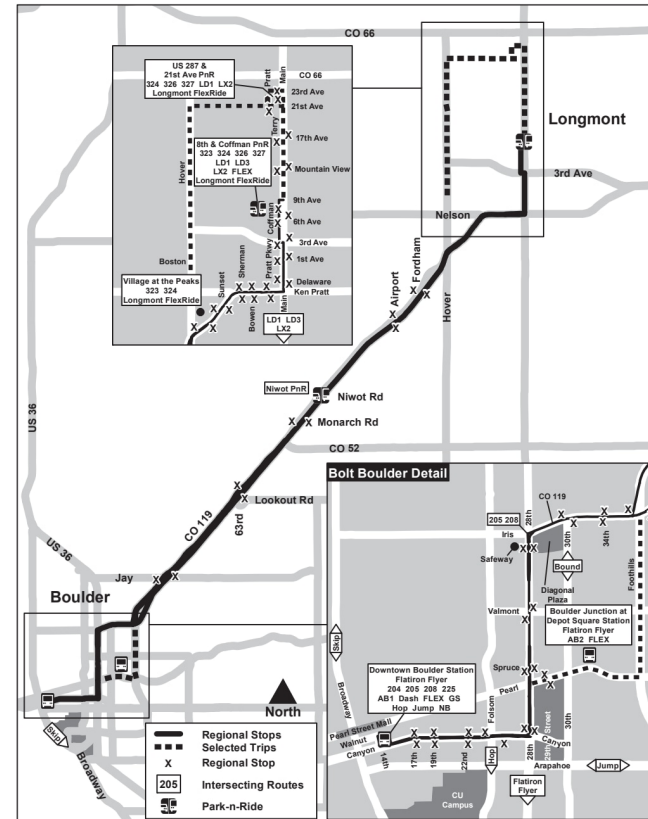 CO 66
Longmont
3rd Ave
Nelson
Hover
Fordham
Airport
US 287 &
21st Ave PnR
324 326 327 LD1 LX2
Longmont FlexRide
Pratt
Main
CO 66
23rd Ave
21st Ave
Terry
17th Ave
8th & Coffman PnR
323 324 326 327
LD1 LD3
LX2 FLEX
Longmont FlexRide
Hover
Mountain View
9th Ave
Coffman
6th Ave
3rd Ave
Pratt Pkwy
1st Ave
Boston
Sunset
Sherman
Delaware
Ken Pratt
Village at the Peaks
323 324
Longmont FlexRide
Bowen
Main
LD1 LD3
LX2
Niwot PnR
Niwot Rd
Monarch Rd
CO 52
US 36
Lookout Rd
63rd
CO 119
US 36
Jay
Boulder
Skip
Broadway
North
Regional Stops
Selected Trips
X Regional Stop
205 Intersecting Routes
Park-n-Ride
Bolt Boulder Detail
CO 119
28th
205 208
Iris
Safeway
30th
34th
Diagonal
Plaza
Bound
Foothills
Valmont
Boulder Junction at
Depot Square Station
Flatiron Flyer
AB2 FLEX
Skip
Downtown Boulder Station
Flatiron Flyer
204 205 208 225
AB1 Dash FLEX GS
Hop Jump NB
Spruce
Pearl
Broadway
Folsom
Pearl Street Mall
Walnut
Canyon
14th
17th
19th
22nd
Hop
28th
29th Street
30th
Canyon
Arapahoe
Jump
CU
Campus
Flatiron
Flyer